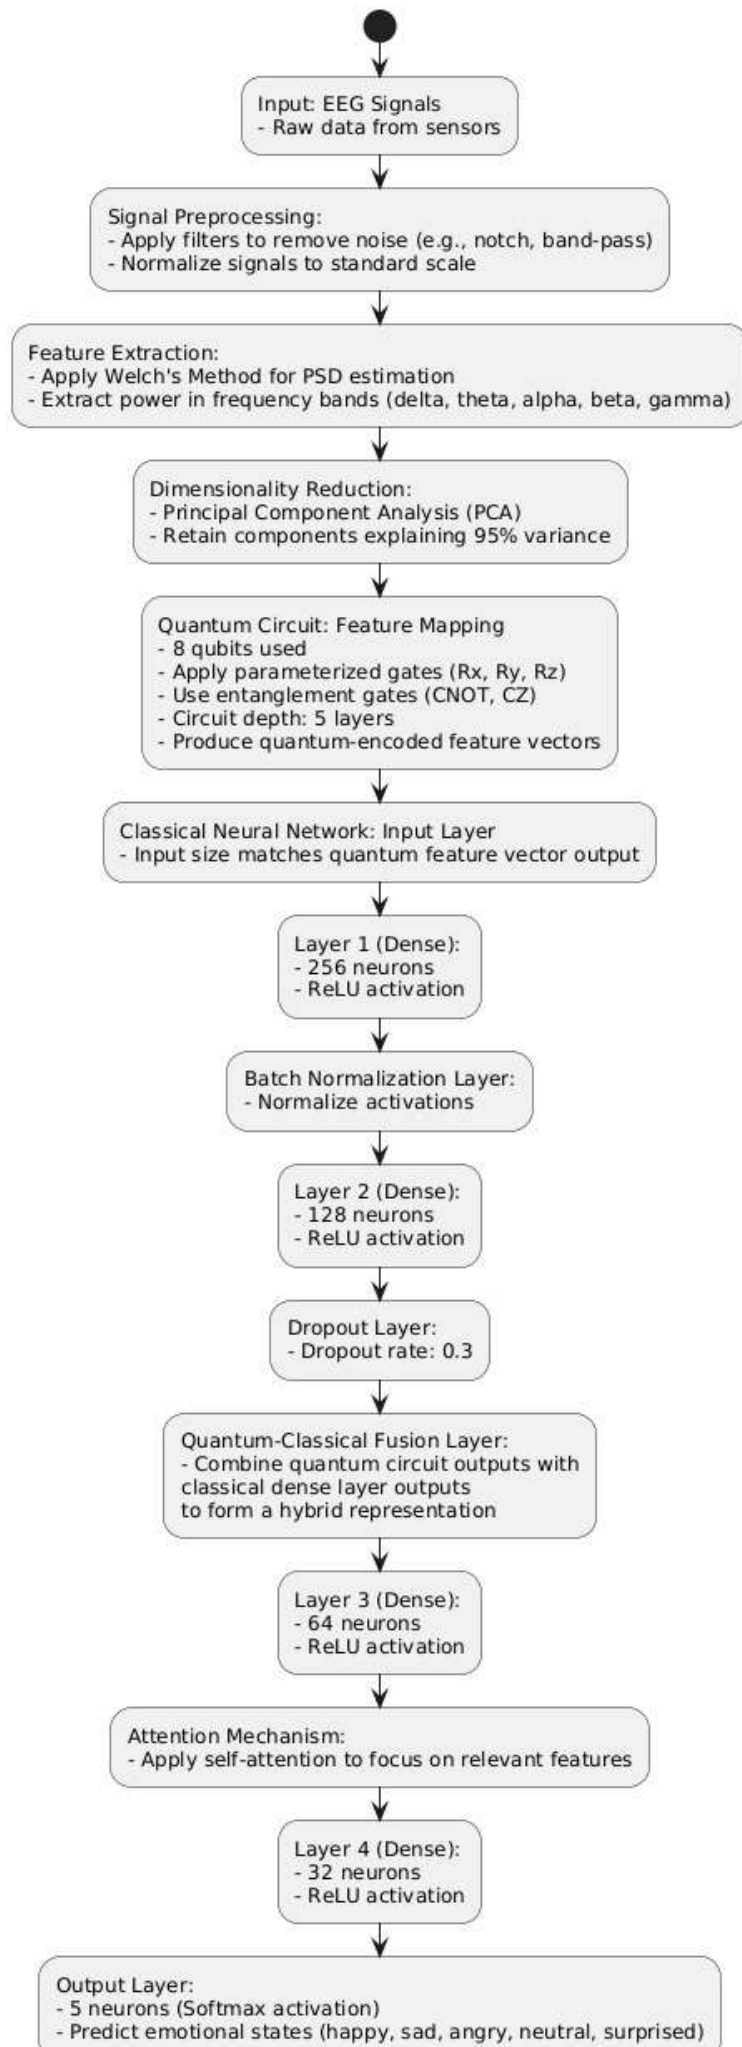 Input: EEG Signals
- Raw data from sensors
Signal Preprocessing:
- Apply filters to remove noise (e.g., notch, band-pass)
- Normalize signals to standard scale
Feature Extraction:
- Apply Welch's Method for PSD estimation
- Extract power in frequency bands (delta, theta, alpha, beta, gamma)
Dimensionality Reduction:
- Principal Component Analysis (PCA)
- Retain components explaining 95% variance
Quantum Circuit: Feature Mapping
- 8 qubits used
- Apply parameterized gates (Rx, Ry, Rz)
- Use entanglement gates (CNOT, CZ)
- Circuit depth: 5 layers
- Produce quantum-encoded feature vectors
Classical Neural Network: Input Layer
- Input size matches quantum feature vector output
Layer 1 (Dense):
- 256 neurons
- ReLU activation
Batch Normalization Layer:
- Normalize activations
Layer 2 (Dense):
- 128 neurons
- ReLU activation
Dropout Layer:
- Dropout rate: 0.3
Quantum-Classical Fusion Layer:
- Combine quantum circuit outputs with
classical dense layer outputs
to form a hybrid representation
Layer 3 (Dense):
- 64 neurons
- ReLU activation
Attention Mechanism:
- Apply self-attention to focus on relevant features
Layer 4 (Dense):
- 32 neurons
- ReLU activation
Output Layer:
- 5 neurons (Softmax activation)
- Predict emotional states (happy, sad, angry, neutral, surprised)